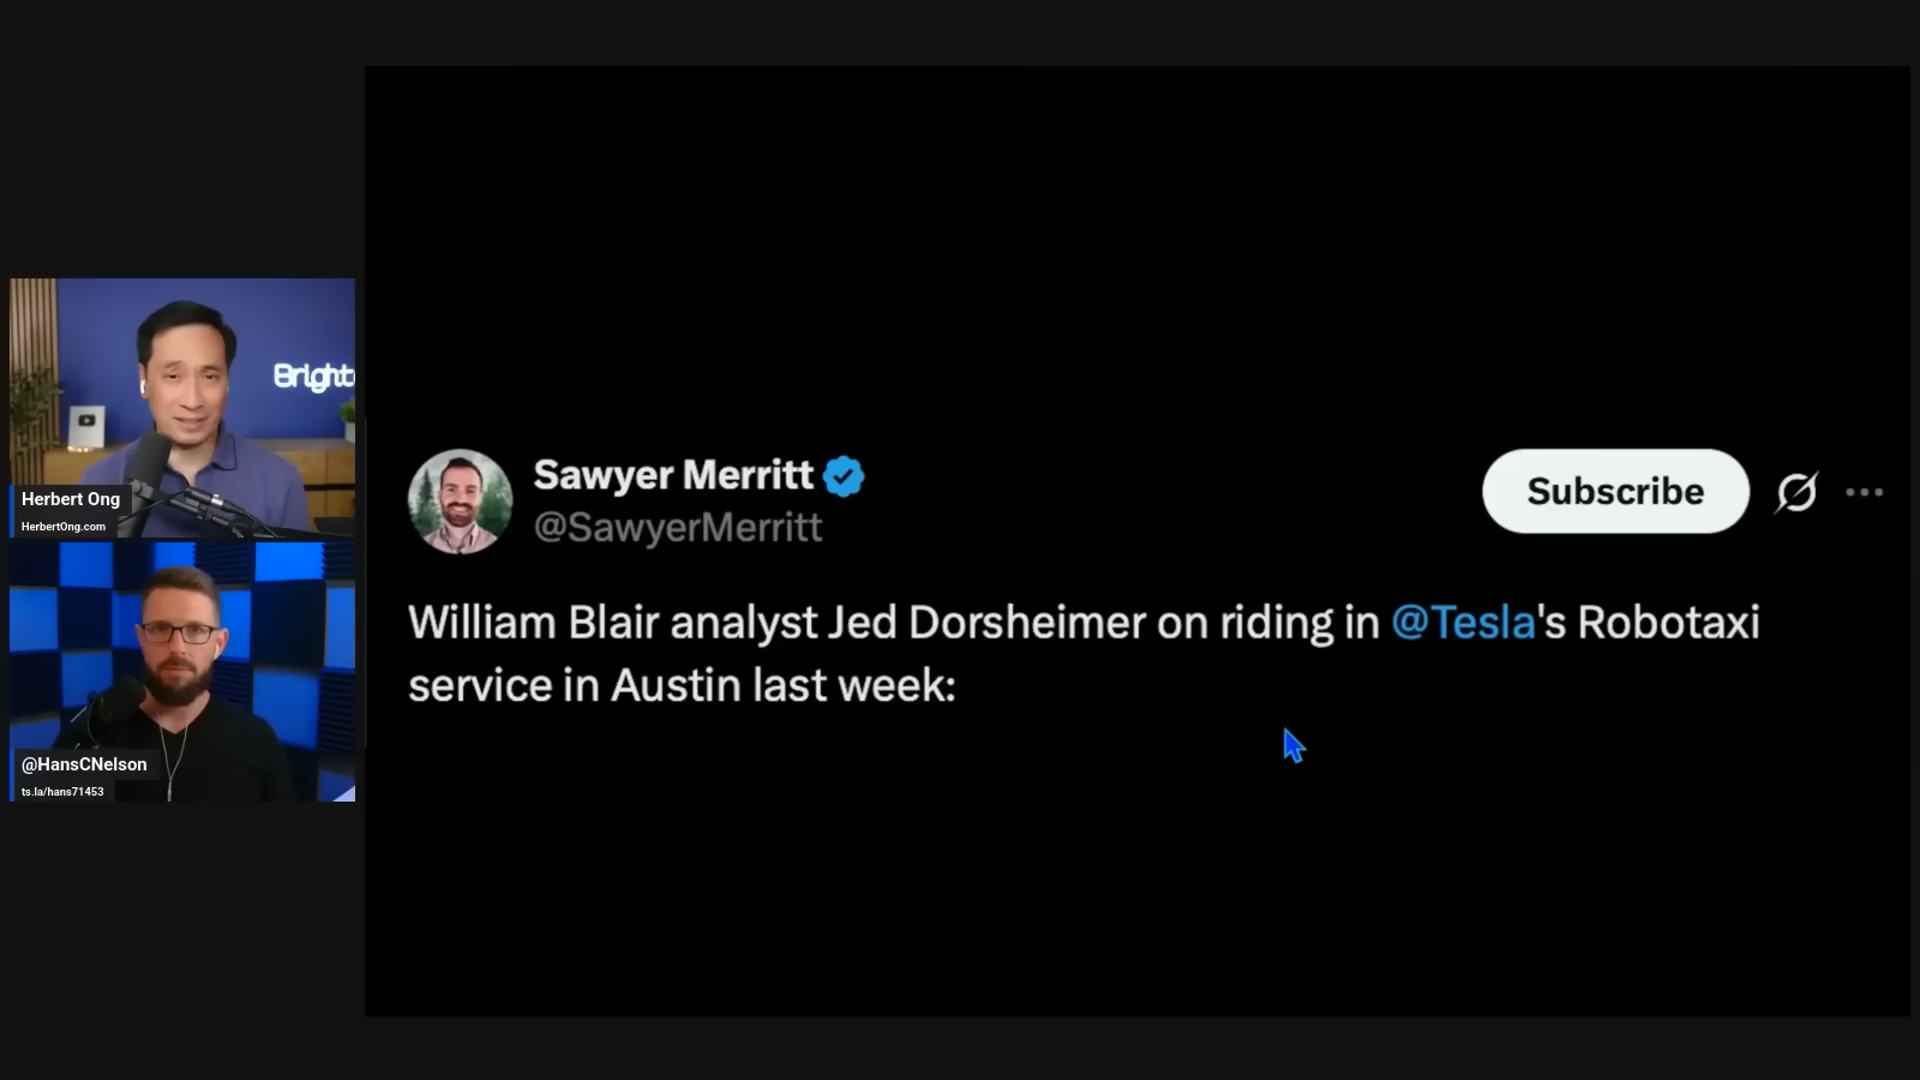 Bright
Herbert Ong
HerbertOng.com
@HansCNelson
ts.la/hans71453
Sawyer Merritt
@SawyerMerritt
Subscribe
William Blair analyst Jed Dorsheimer on riding in @Tesla's Robotaxi
service in Austin last week: